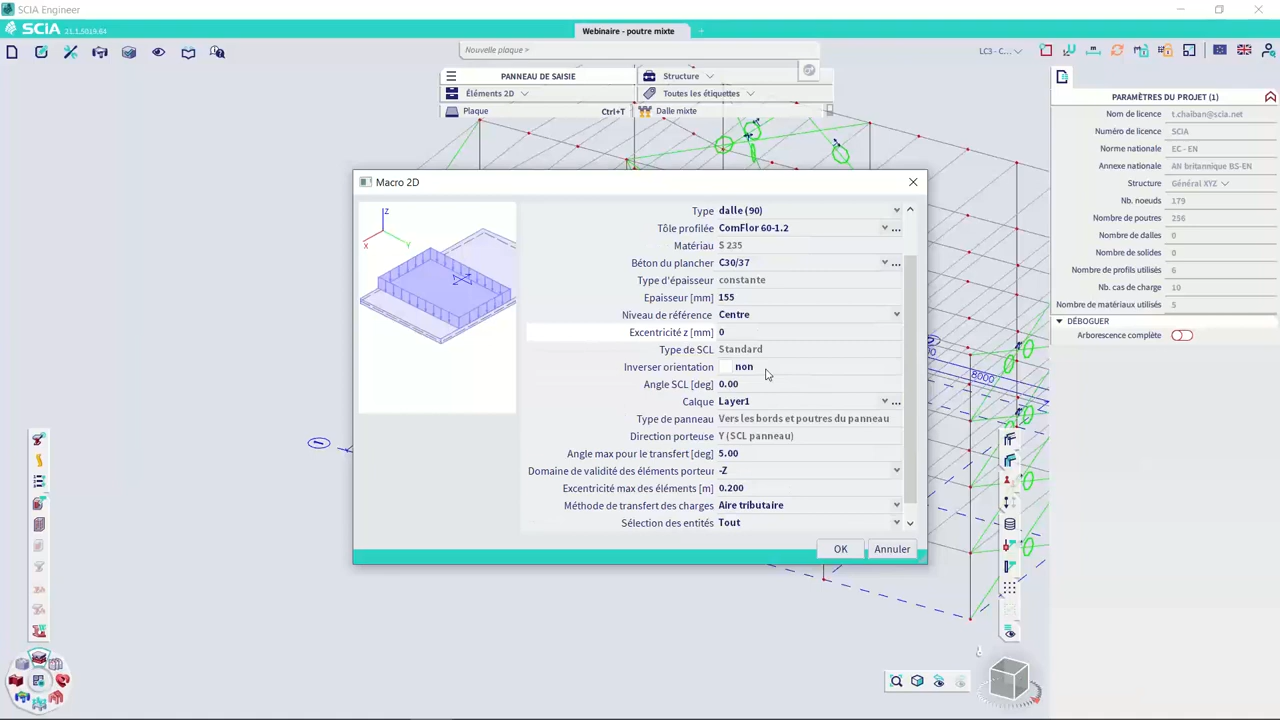 SCIA Engineer
SCIA 21.1.5019.64
Webinaire - poutre mixte
+
Nouvelle plaque >
LC3 - C...
PANNEAU DE SAISIE
Structure
Éléments 2D
Toutes les étiquettes
Plaque Ctrl+T
Dalle mixte
PARAMÈTRES DU PROJET (1)
Nom de licence t.chaiban@scia.net
Numéro de licence SCIA
Norme nationale EC - EN
Annexe nationale AN britannique BS-EN
Structure Général XYZ
Nb. noeuds 179
Nombre de poutres 256
Nombre de dalles 0
Nombre de solides 0
Nombre de profils utilisés 6
Nb. cas de charge 10
Nombre de matériaux utilisés 5
DÉBOGUER
Arborescence complète
Macro 2D
Z
X
Y
Type dalle (90)
Tôle profilée ComFlor 60-1.2 ...
Matériau S 235
Béton du plancher C30/37 ...
Type d'épaisseur constante
Epaisseur [mm] 155
Niveau de référence Centre
Excentricité z [mm] 0
Type de SCL Standard
Inverser orientation non
Angle SCL [deg] 0.00
Calque Layer1 ...
Type de panneau Vers les bords et poutres du panneau
Direction porteuse Y (SCL panneau)
Angle max pour le transfert [deg] 5.00
Domaine de validité des éléments porteur -Z
Excentricité max des éléments [m] 0.200
Méthode de transfert des charges Aire tributaire
Sélection des entités Tout
OK Annuler
8000